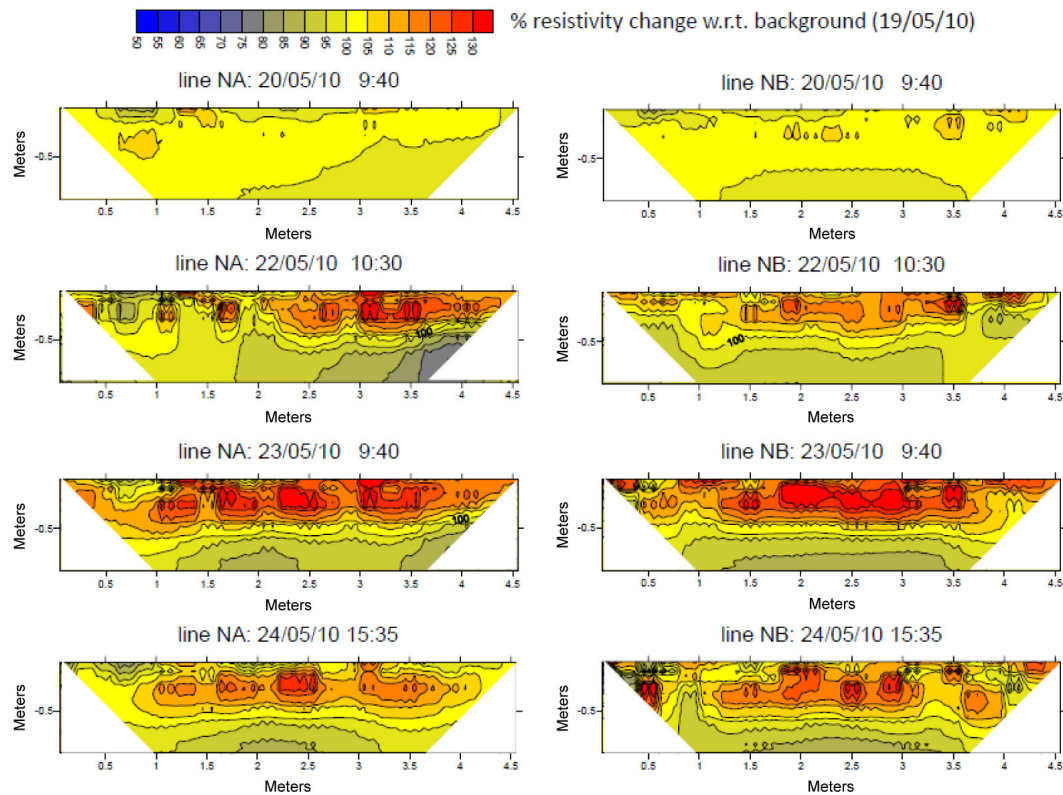 % resistivity change w.r.t. background (19/05/10)
50 55 60 65 70 75 80 85 90 95 100 105 110 115 120 125 130
line NA: 20/05/10 9:40
line NB: 20/05/10 9:40
Meters
-0.5
0.5 1 1.5 2 2.5 3 3.5 4 4.5
Meters
Meters
-0.5
0.5 1 1.5 2 2.5 3 3.5 4 4.5
Meters
line NA: 22/05/10 10:30
line NB: 22/05/10 10:30
Meters
-0.5
100
0.5 1 1.5 2 2.5 3 3.5 4 4.5
Meters
Meters
-0.5
100
0.5 1 1.5 2 2.5 3 3.5 4 4.5
Meters
line NA: 23/05/10 9:40
line NB: 23/05/10 9:40
Meters
-0.5
100
0.5 1 1.5 2 2.5 3 3.5 4 4.5
Meters
Meters
-0.5
0.5 1 1.5 2 2.5 3 3.5 4 4.5
Meters
line NA: 24/05/10 15:35
line NB: 24/05/10 15:35
Meters
-0.5
0.5 1 1.5 2 2.5 3 3.5 4 4.5
Meters
Meters
-0.5
0.5 1 1.5 2 2.5 3 3.5 4 4.5
Meters